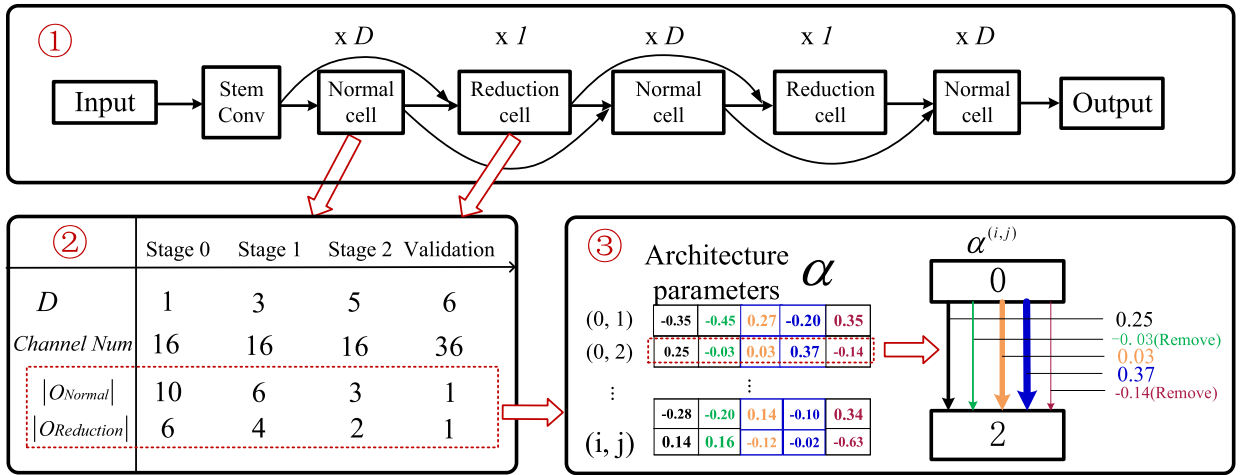 ①
x D
x 1
x D
x 1
x D
Input
Stem Conv
Normal cell
Reduction cell
Normal cell
Reduction cell
Normal cell
Output
②
Stage 0 Stage 1 Stage 2 Validation
D 1 3 5 6
Channel Num 16 16 16 36
|ONormal| 10 6 3 1
|OReduction| 6 4 2 1
③
Architecture parameters α
(0, 1) -0.35 -0.45 0.27 -0.20 0.35
(0, 2) 0.25 -0.03 0.03 0.37 -0.14
⋮ ⋮
-0.28 -0.20 0.14 -0.10 0.34
(i, j) 0.14 0.16 -0.12 -0.02 -0.63
α(i,j)
0
0.25
-0.03(Remove)
0.03
0.37
-0.14(Remove)
2